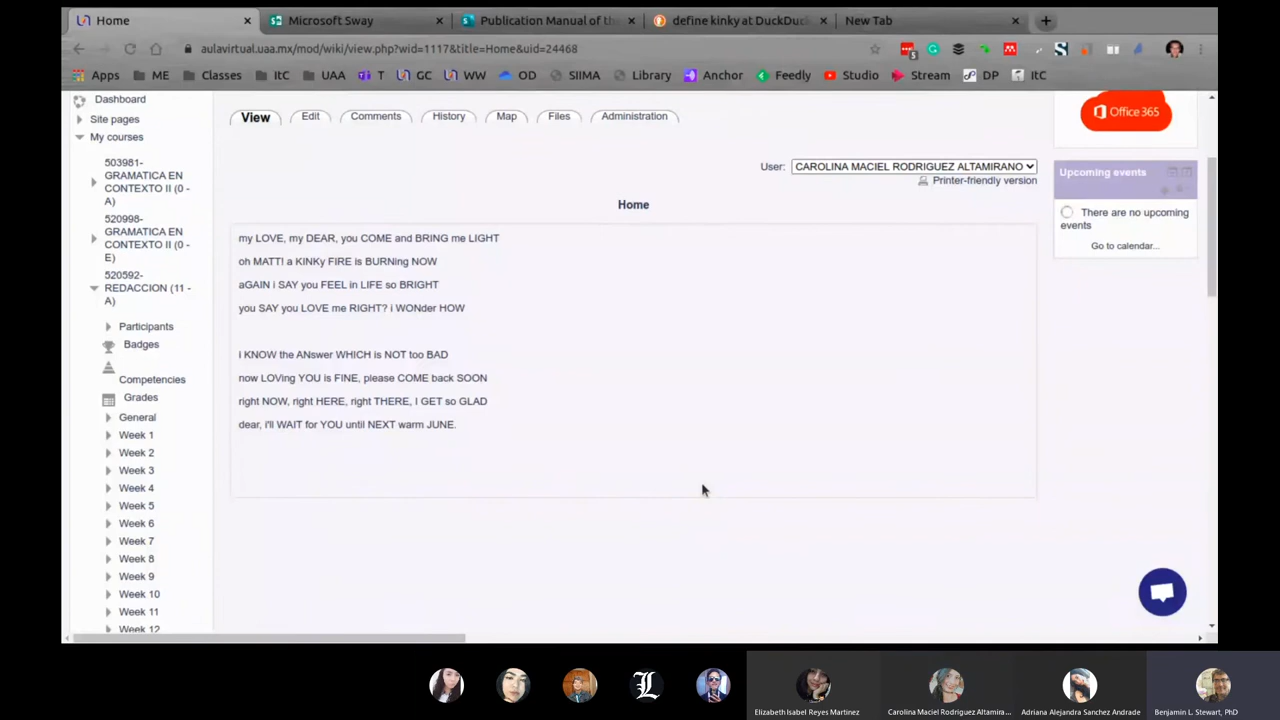 Home
Microsoft Sway
Publication Manual of the
define kinky at DuckDuc
New Tab
aulavirtual.uaa.mx/mod/wiki/view.php?wid=1117&title=Home&uid=24468
5
Apps ME Classes ItC UAA T GC WW OD SIIMA Library Anchor Feedly Studio Stream DP ItC
Dashboard
Site pages
My courses
503981-
GRAMATICA EN
CONTEXTO II (0 -
A)
520998-
GRAMATICA EN
CONTEXTO II (0 -
E)
520592-
REDACCION (11 -
A)
Participants
Badges
Competencies
Grades
General
Week 1
Week 2
Week 3
Week 4
Week 5
Week 6
Week 7
Week 8
Week 9
Week 10
Week 11
Week 12
View Edit Comments History Map Files Administration
User: CAROLINA MACIEL RODRIGUEZ ALTAMIRANO
Printer-friendly version
Home
my LOVE, my DEAR, you COME and BRING me LIGHT
oh MATT! a KINKy FIRE is BURNing NOW
aGAIN i SAY you FEEL in LIFE so BRIGHT
you SAY you LOVE me RIGHT? i WONder HOW
I KNOW the ANswer WHICH is NOT too BAD
now LOVing YOU is FINE, please COME back SOON
right NOW, right HERE, right THERE, I GET so GLAD
dear, i'll WAIT for YOU until NEXT warm JUNE.
Office 365
Upcoming events
There are no upcoming
events
Go to calendar...
L
Elizabeth Isabel Reyes Martinez
Carolina Maciel Rodriguez Altamira...
Adriana Alejandra Sanchez Andrade
Benjamin L. Stewart, PhD